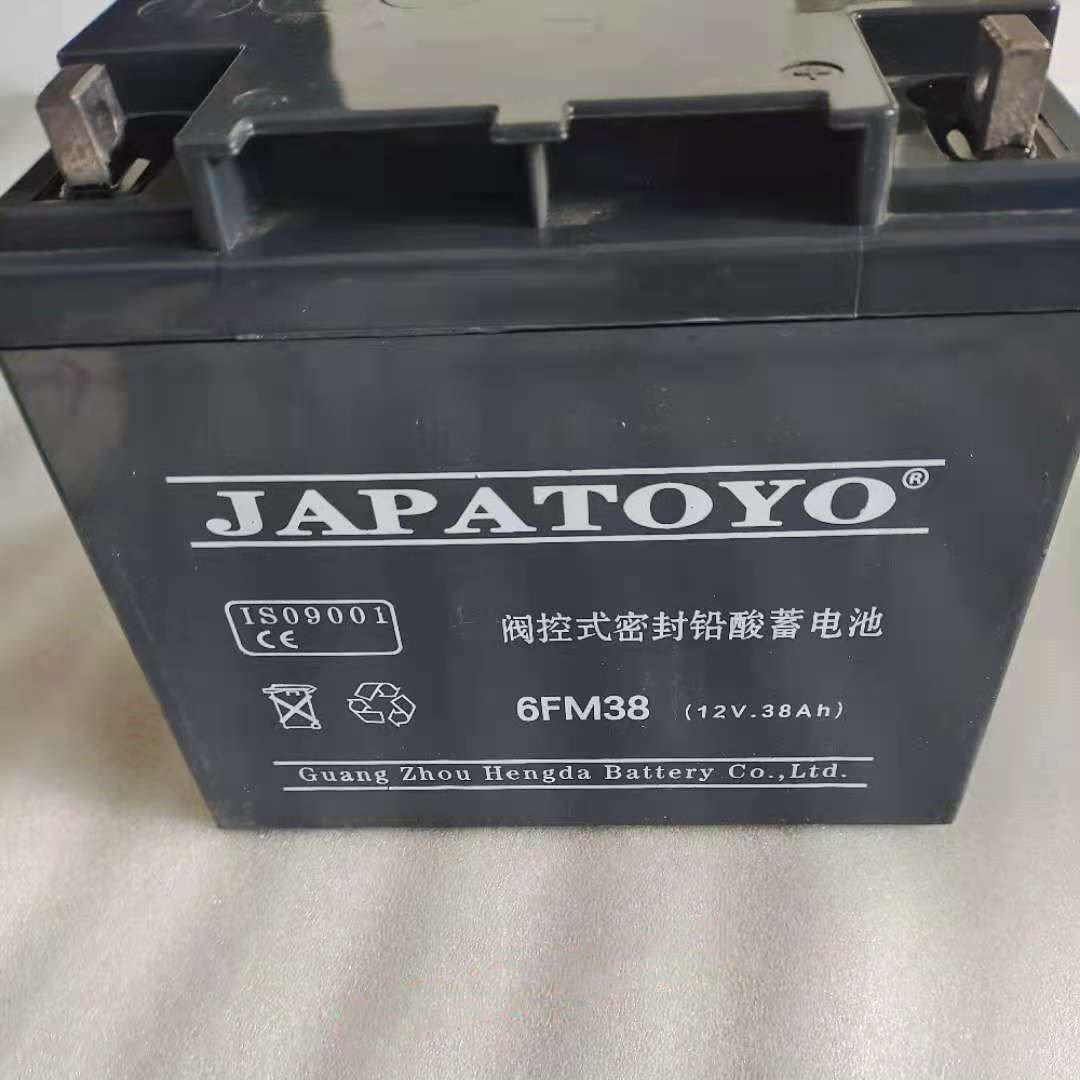 +
JAPATOYO®
IS09001
CE
阀控式密封铅酸蓄电池
6FM38 (12V.38Ah)
Guang Zhou Hengda Battery Co.,Ltd.